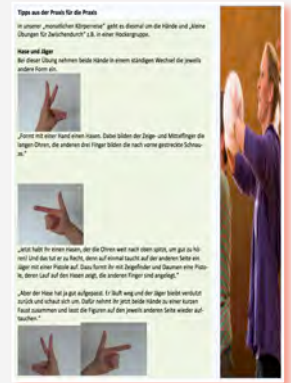 Tipps aus der Praxis für die Praxis
In unserer „monatlichen Körperreise“ geht es diesmal um die Hände und „kleine
Übungen für Zwischendurch“ z.B. in einer Hockergruppe.
Hase und Jäger
Bei dieser Übung nehmen beide Hände in einem ständigen Wechsel die jeweils
andere Form ein.
„Formt mit einer Hand einen Hasen. Dabei bilden der Zeige- und Mittelfinger die
langen Ohren, die anderen drei Finger bilden die nach vorne gestreckte Schnau-
ze.“
„Jetzt habt ihr einen Hasen, der die Ohren weit nach oben spitzt, um gut zu hö-
ren! Und das tut er zu Recht, denn auf einmal taucht auf der anderen Seite ein
Jäger mit einer Pistole auf. Dazu formt ihr mit Zeigefinder und Daumen eine Pisto-
le, deren Lauf auf den Hasen zeigt, die anderen Finger sind angelegt.“
„Aber der Hase hat ja gut aufgepasst. Er läuft weg und der Jäger bleibt verdutzt
zurück und schaut sich um. Dafür nehmt ihr jetzt beide Hände zu einer kurzen
Faust zusammen und lasst die Figuren auf den jeweils anderen Seite wieder auf-
tauchen.“